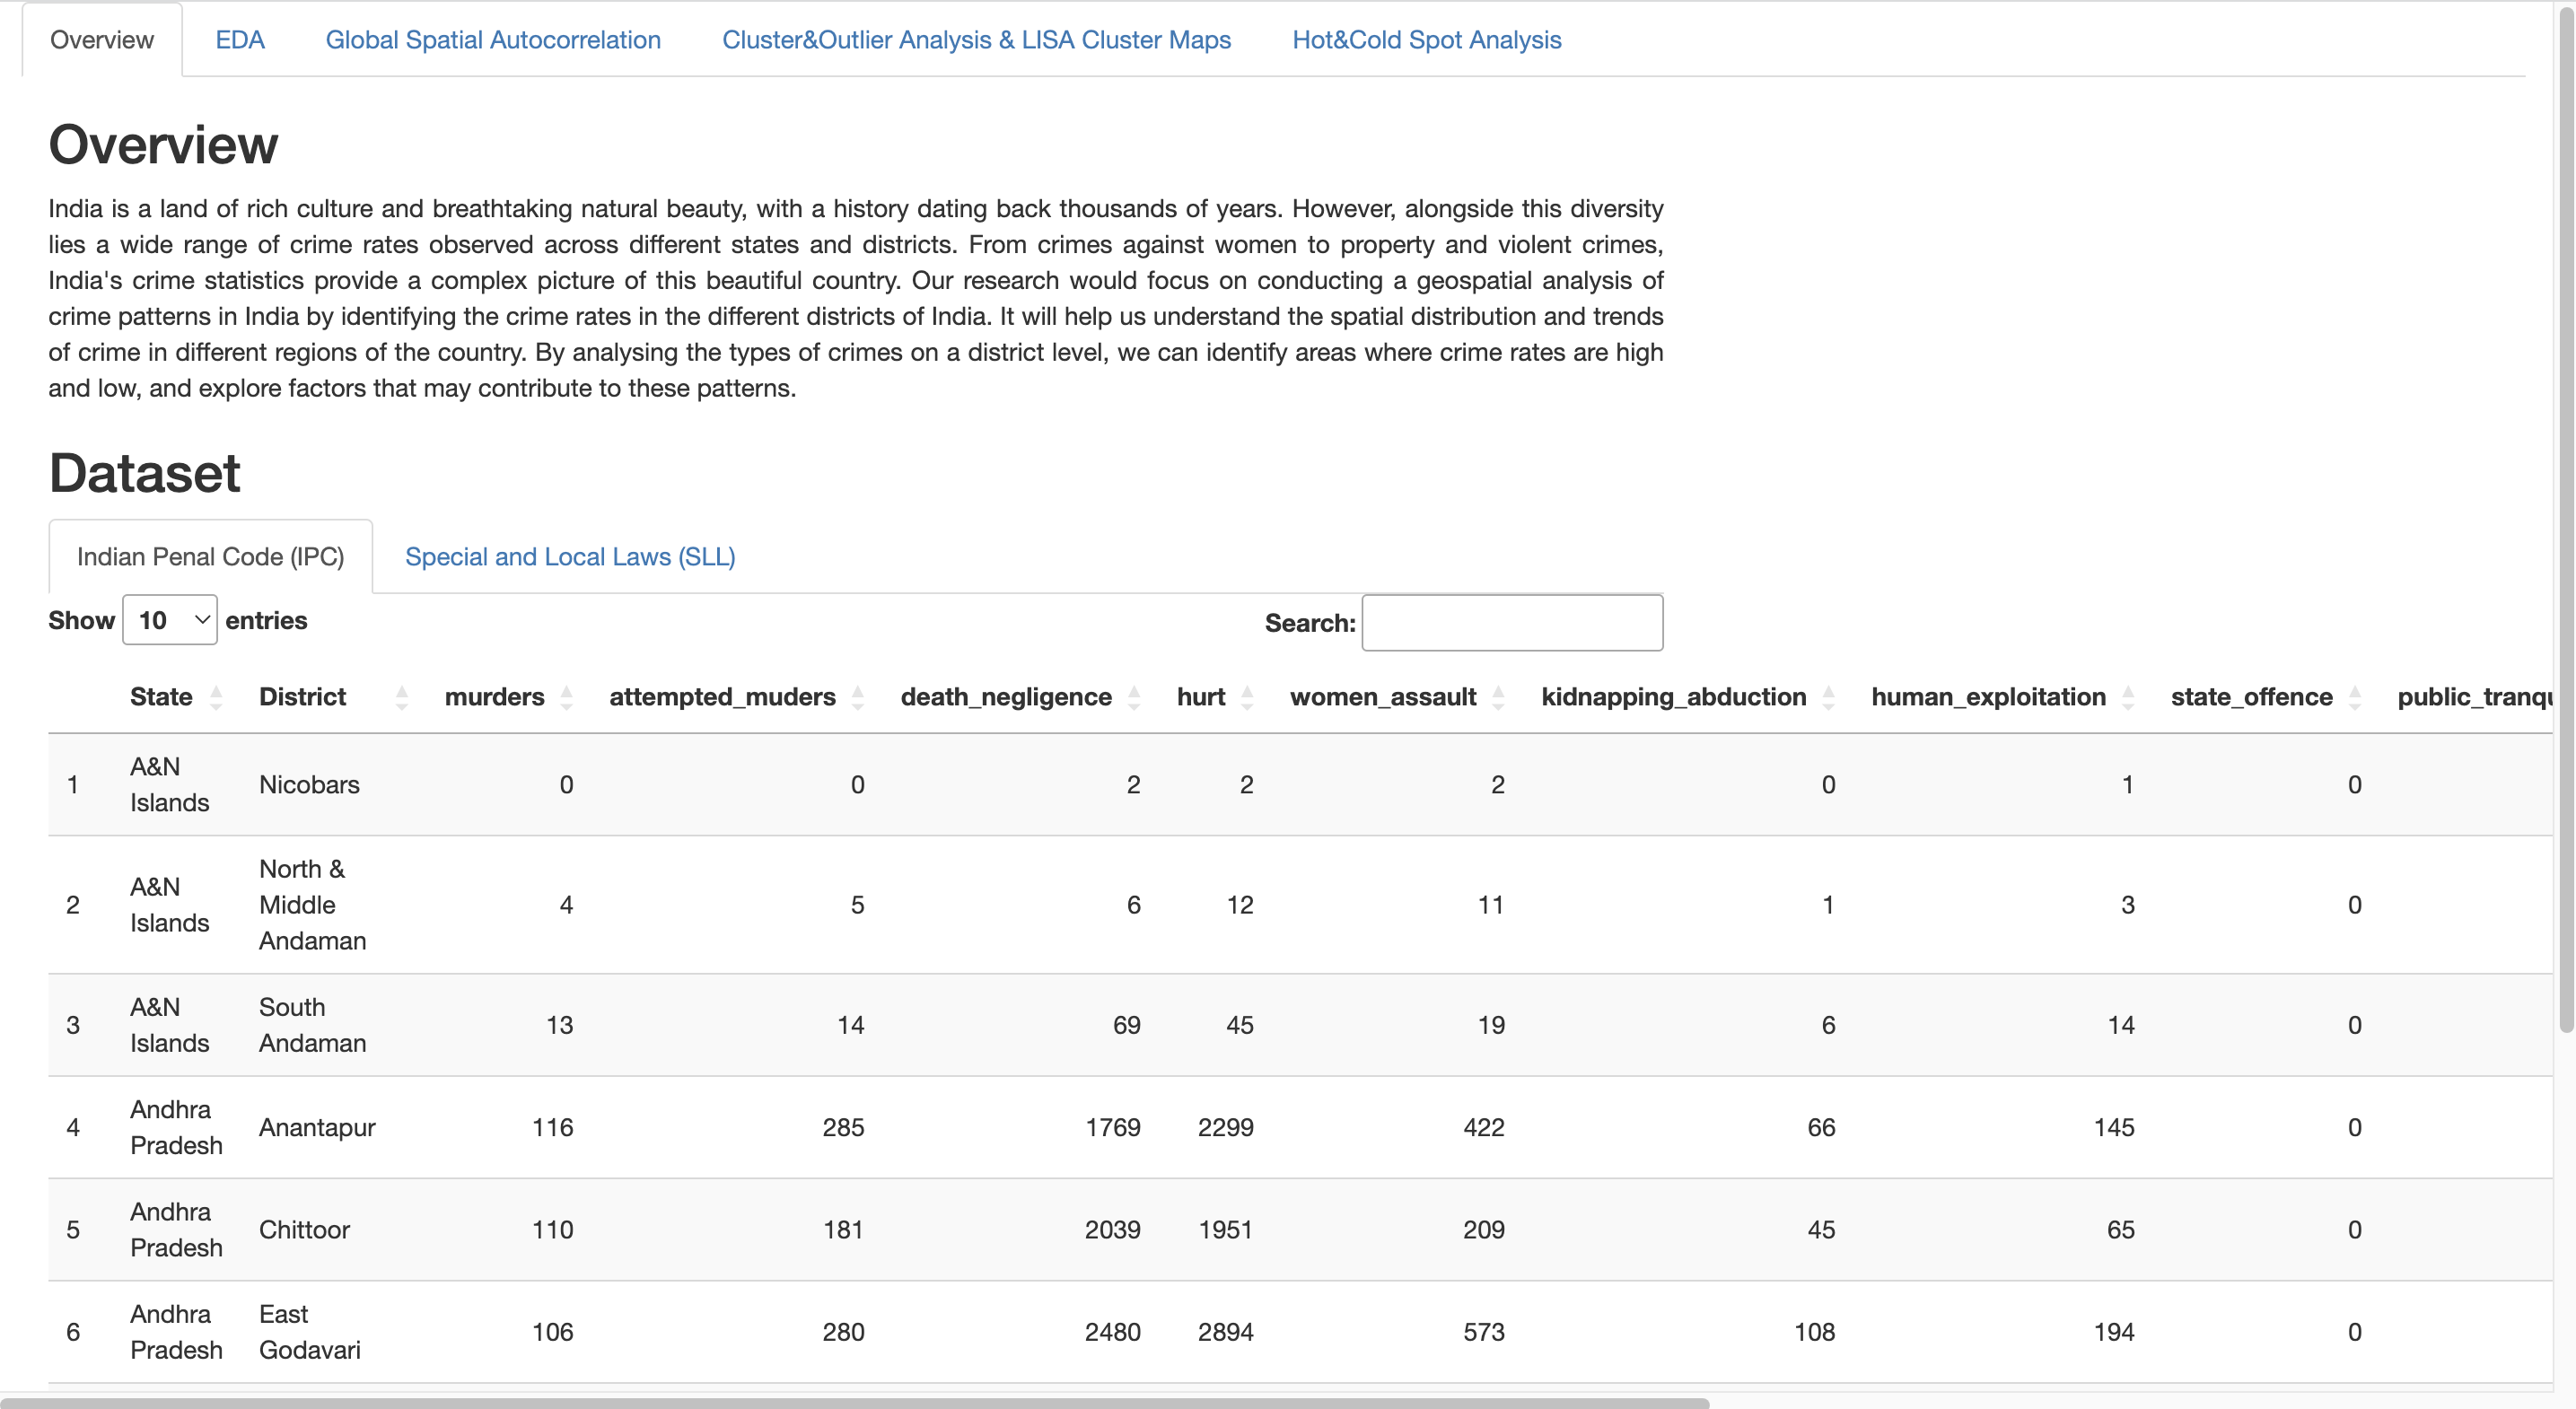 Overview EDA Global Spatial Autocorrelation Cluster&Outlier Analysis & LISA Cluster Maps Hot&Cold Spot Analysis
Overview
India is a land of rich culture and breathtaking natural beauty, with a history dating back thousands of years. However, alongside this diversity
lies a wide range of crime rates observed across different states and districts. From crimes against women to property and violent crimes,
India's crime statistics provide a complex picture of this beautiful country. Our research would focus on conducting a geospatial analysis of
crime patterns in India by identifying the crime rates in the different districts of India. It will help us understand the spatial distribution and trends
of crime in different regions of the country. By analysing the types of crimes on a district level, we can identify areas where crime rates are high
and low, and explore factors that may contribute to these patterns.
Dataset
Indian Penal Code (IPC) Special and Local Laws (SLL)
Show 10 entries Search:
State District murders attempted_muders death_negligence hurt women_assault kidnapping_abduction human_exploitation state_offence public_tranqu
1 A&N Islands Nicobars 0 0 2 2 2 0 1 0
2 A&N Islands North & Middle Andaman 4 5 6 12 11 1 3 0
3 A&N Islands South Andaman 13 14 69 45 19 6 14 0
4 Andhra Pradesh Anantapur 116 285 1769 2299 422 66 145 0
5 Andhra Pradesh Chittoor 110 181 2039 1951 209 45 65 0
6 Andhra Pradesh East Godavari 106 280 2480 2894 573 108 194 0